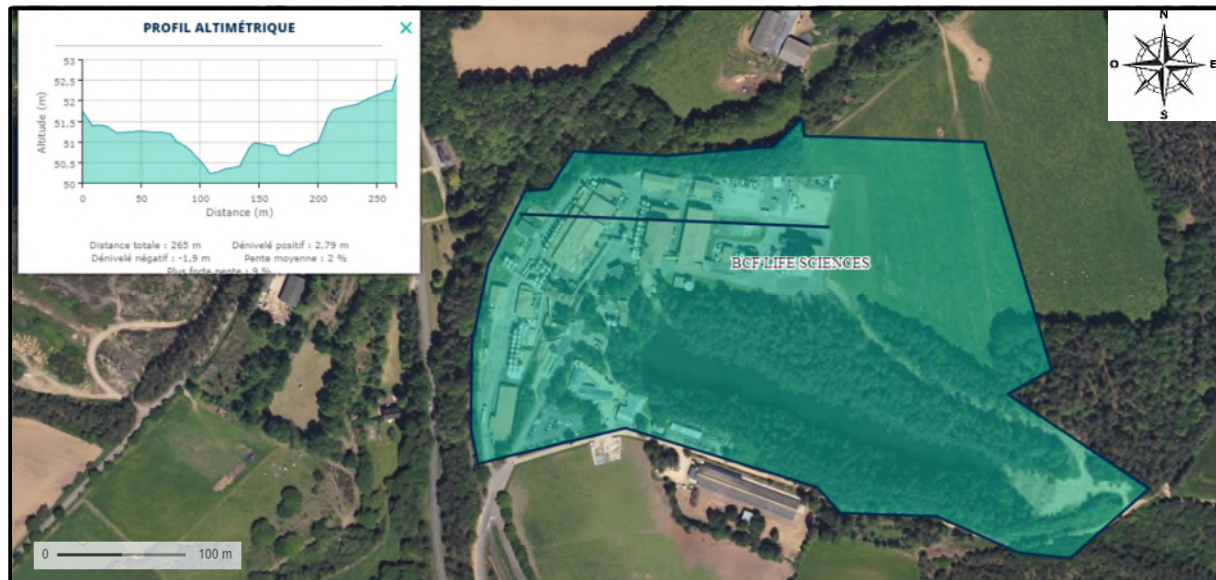 PROFIL ALTIMÉTRIQUE ×
Altitude (m)
53
52,5
52
51,5
51
50,5
50
0 50 100 150 200 250
Distance (m)
Distance totale : 265 m Dénivelé positif : 2,79 m
Dénivelé négatif : -1,9 m Pente moyenne : 2 %
Plus forte pente : 9 %
N
O E
S
BCF LIFE SCIENCES
0 100 m